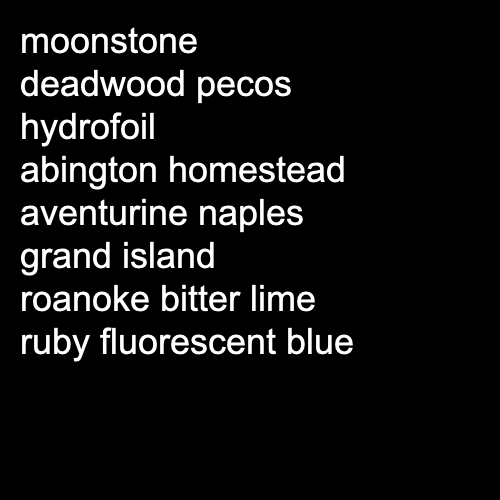 moonstone
deadwood pecos
hydrofoil
abington homestead
aventurine naples
grand island
roanoke bitter lime
ruby fluorescent blue